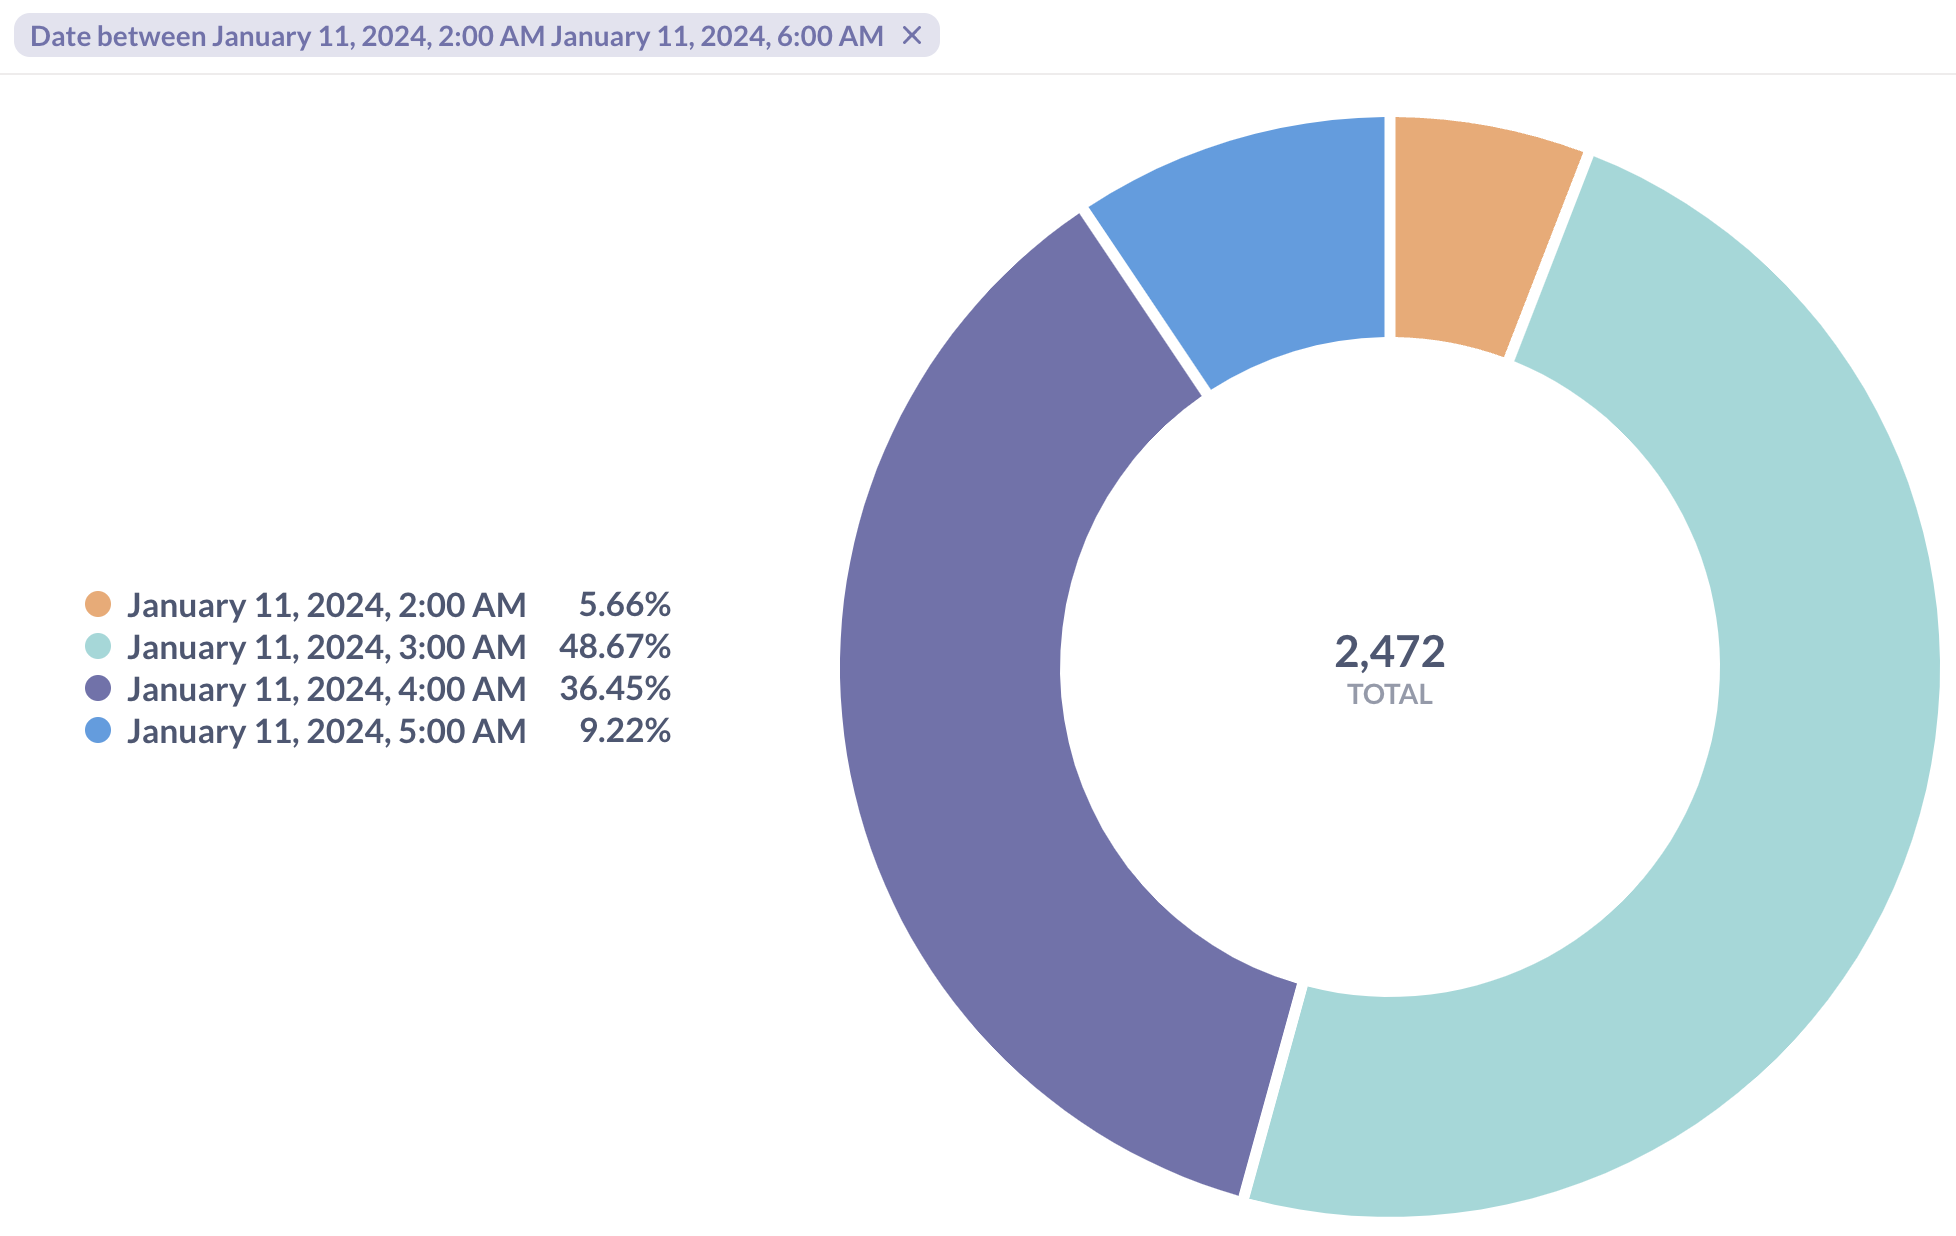 Date between January 11, 2024, 2:00 AM January 11, 2024, 6:00 AM
January 11, 2024, 2:00 AM 5.66%
January 11, 2024, 3:00 AM 48.67%
January 11, 2024, 4:00 AM 36.45%
January 11, 2024, 5:00 AM 9.22%
2,472
TOTAL